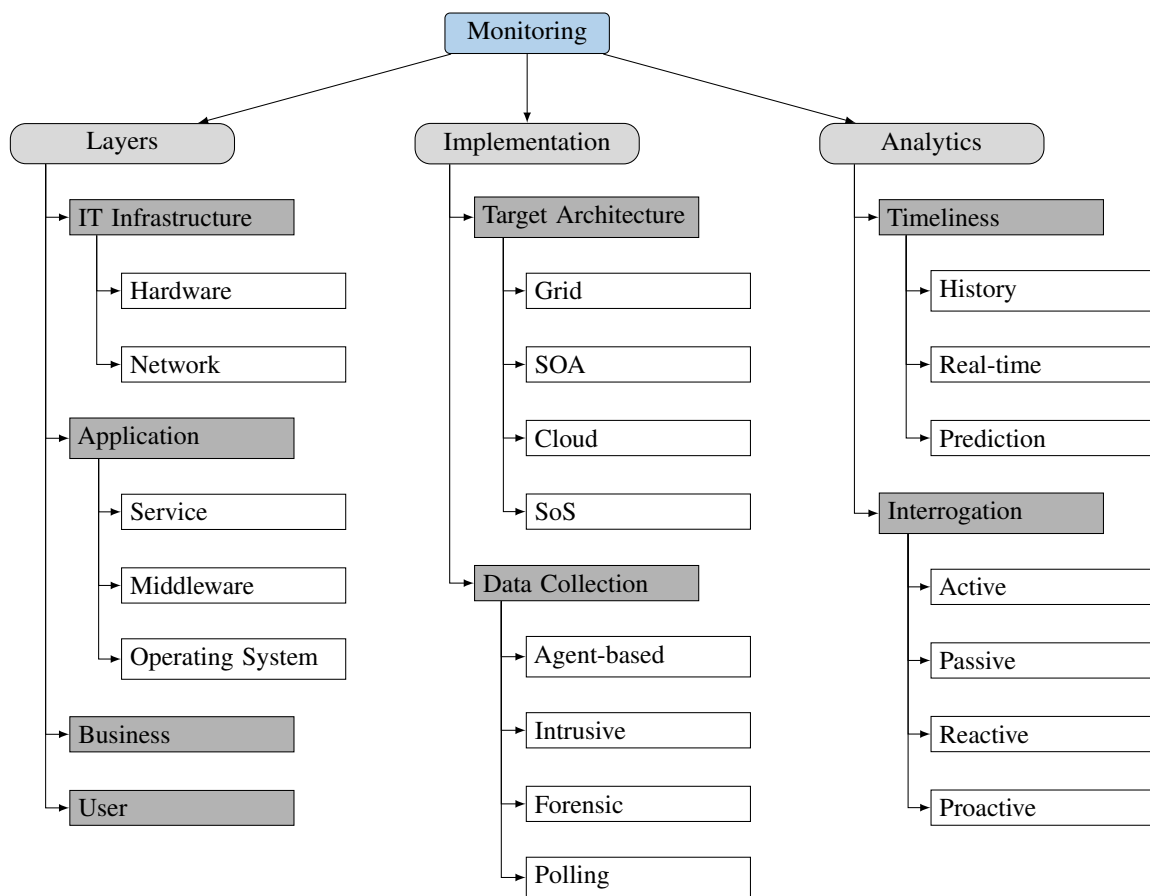 Monitoring
Layers
IT Infrastructure
Hardware
Network
Application
Service
Middleware
Operating System
Business
User
Implementation
Target Architecture
Grid
SOA
Cloud
SoS
Data Collection
Agent-based
Intrusive
Forensic
Polling
Analytics
Timeliness
History
Real-time
Prediction
Interrogation
Active
Passive
Reactive
Proactive